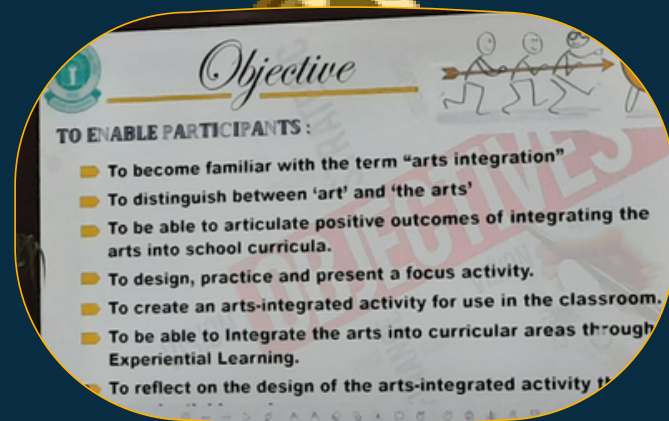 Objective
TO ENABLE PARTICIPANTS :
To become familiar with the term “arts integration”
To distinguish between ‘art’ and ‘the arts’
To be able to articulate positive outcomes of integrating the
arts into school curricula.
To design, practice and present a focus activity.
To create an arts-integrated activity for use in the classroom.
To be able to Integrate the arts into curricular areas through
Experiential Learning.
To reflect on the design of the arts-integrated activity
OBJECTIVES